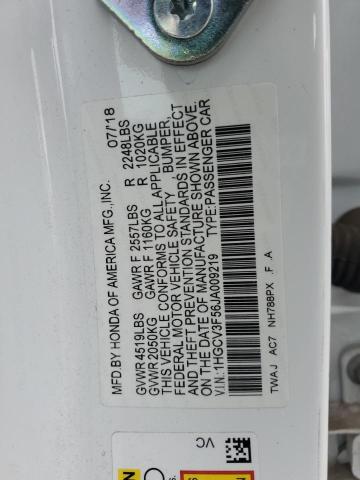 MFD.BY HONDA OF AMERICA MFG.,INC. 07/'18
GVWR 4519LBS GAWR F 2557LBS R 2248LBS
GVWR 2050KG GAWR F 1160KG R 1020KG
THIS VEHICLE CONFORMS TO ALL APPLICABLE
FEDERAL MOTOR VEHICLE SAFETY , BUMPER,
AND THEFT PREVENTION STANDARDS IN EFFECT
ON THE DATE OF MANUFACTURE SHOWN ABOVE.
V.I.N.:1HGCV3F56JA009219 TYPE:PASSENGER CAR
TWAJ AC7 NH788PX .F .A
VC